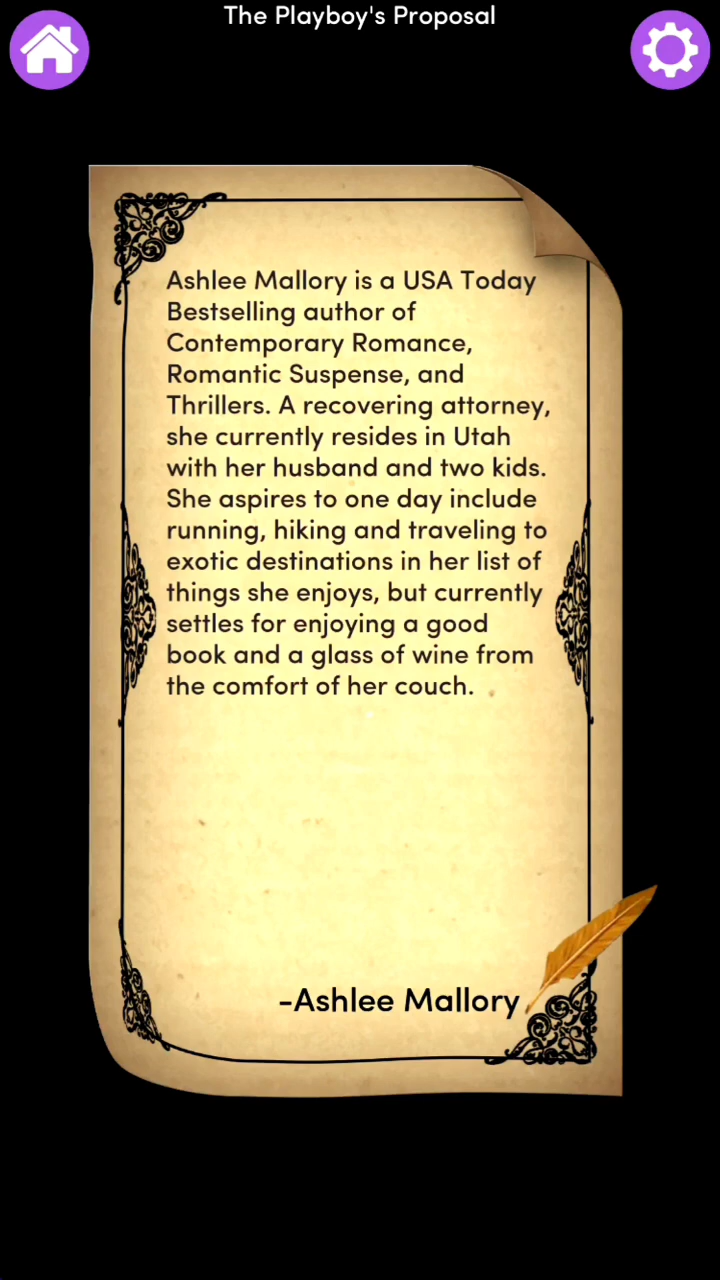 The Playboy's Proposal
Ashlee Mallory is a USA Today
Bestselling author of
Contemporary Romance,
Romantic Suspense, and
Thrillers. A recovering attorney,
she currently resides in Utah
with her husband and two kids.
She aspires to one day include
running, hiking and traveling to
exotic destinations in her list of
things she enjoys, but currently
settles for enjoying a good
book and a glass of wine from
the comfort of her couch.
-Ashlee Mallory